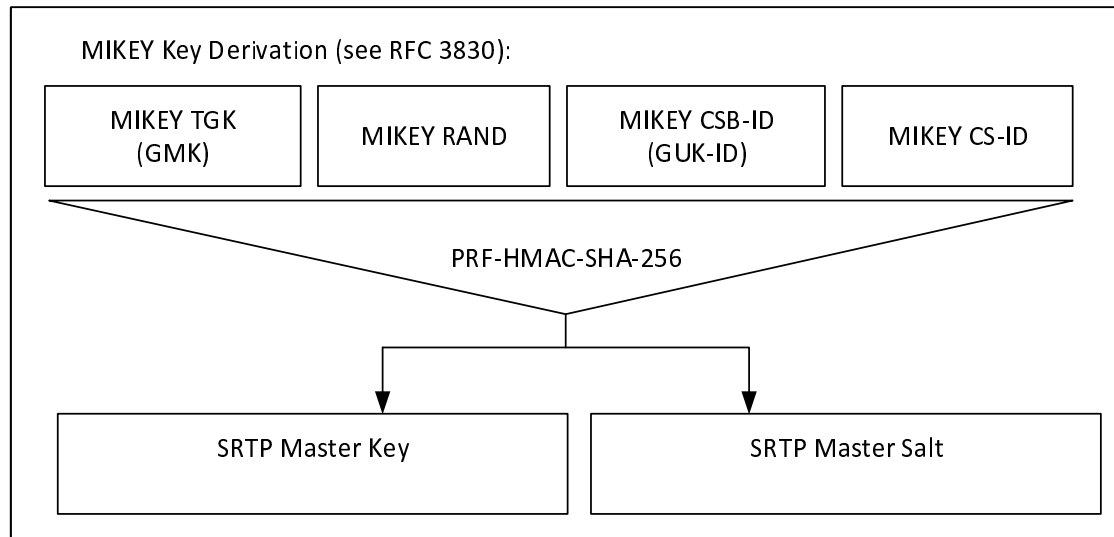 MIKEY Key Derivation (see RFC 3830):
MIKEY TGK
(GMK)
MIKEY RAND
MIKEY CSB-ID
(GUK-ID)
MIKEY CS-ID
PRF-HMAC-SHA-256
SRTP Master Key
SRTP Master Salt